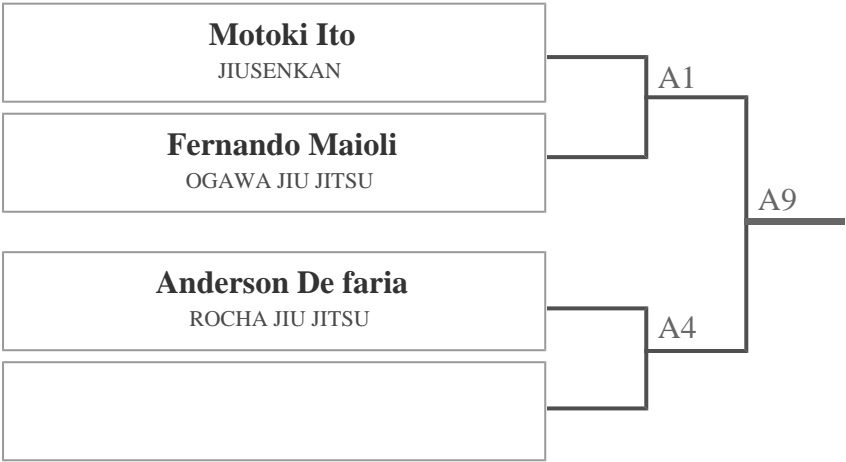 Motoki Ito
JIUSENKAN
A1
Fernando Maioli
OGAWA JIU JITSU
A9
Anderson De faria
ROCHA JIU JITSU
A4